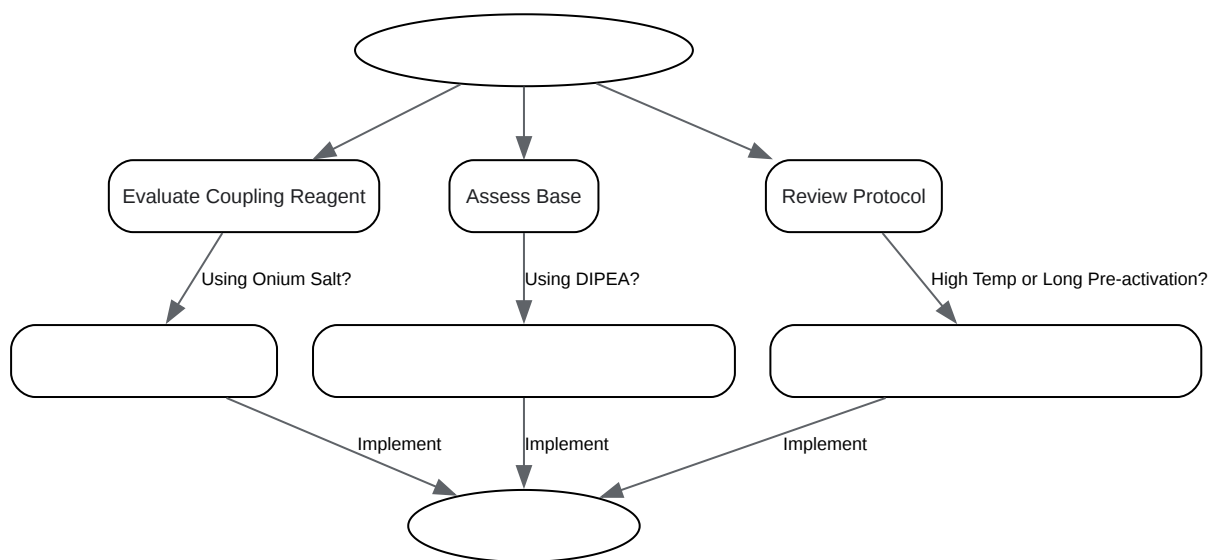 Evaluate Coupling Reagent
Assess Base
Review Protocol
Using Onium Salt?
Using DIPEA?
High Temp or Long Pre-activation?
Implement
Implement
Implement